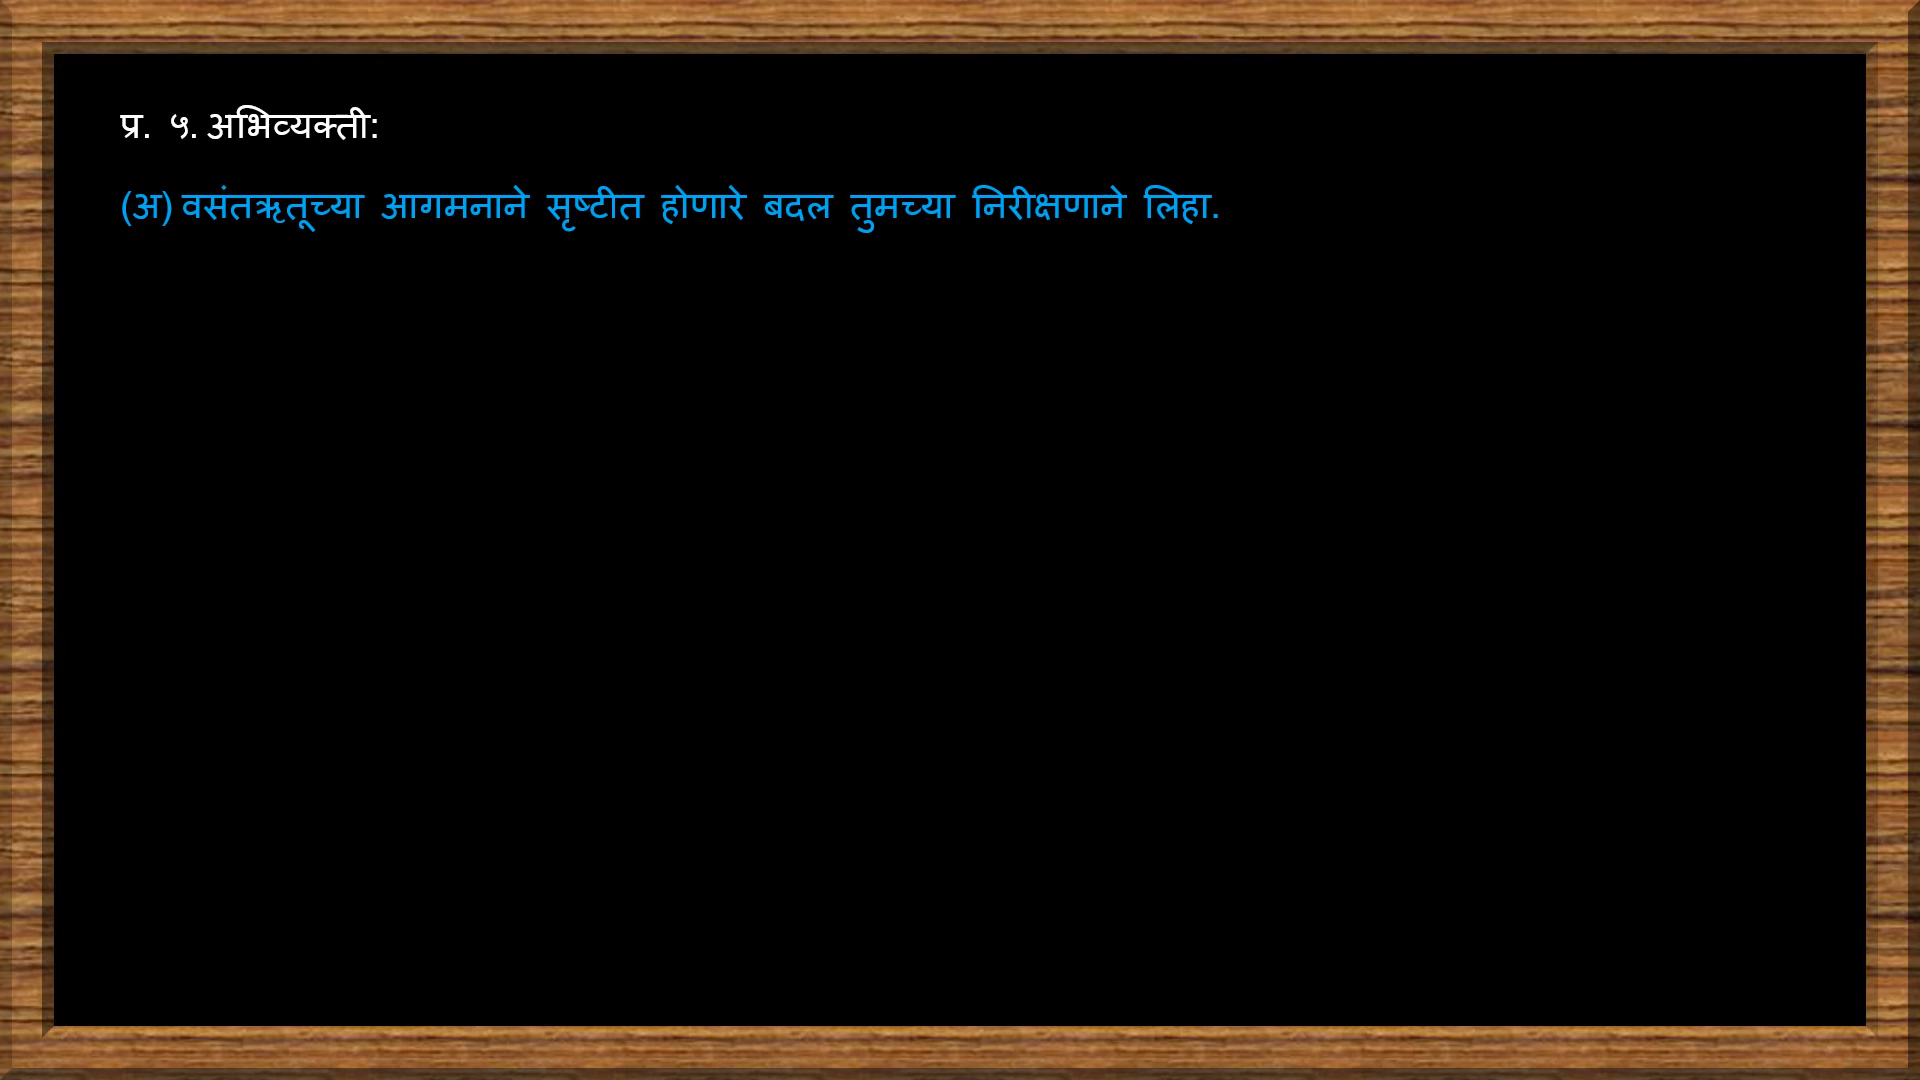 प्र. ५. अभिव्यक्ती:
(अ) वसंतऋतूच्या आगमनाने सृष्टीत होणारे बदल तुमच्या निरीक्षणाने लिहा.